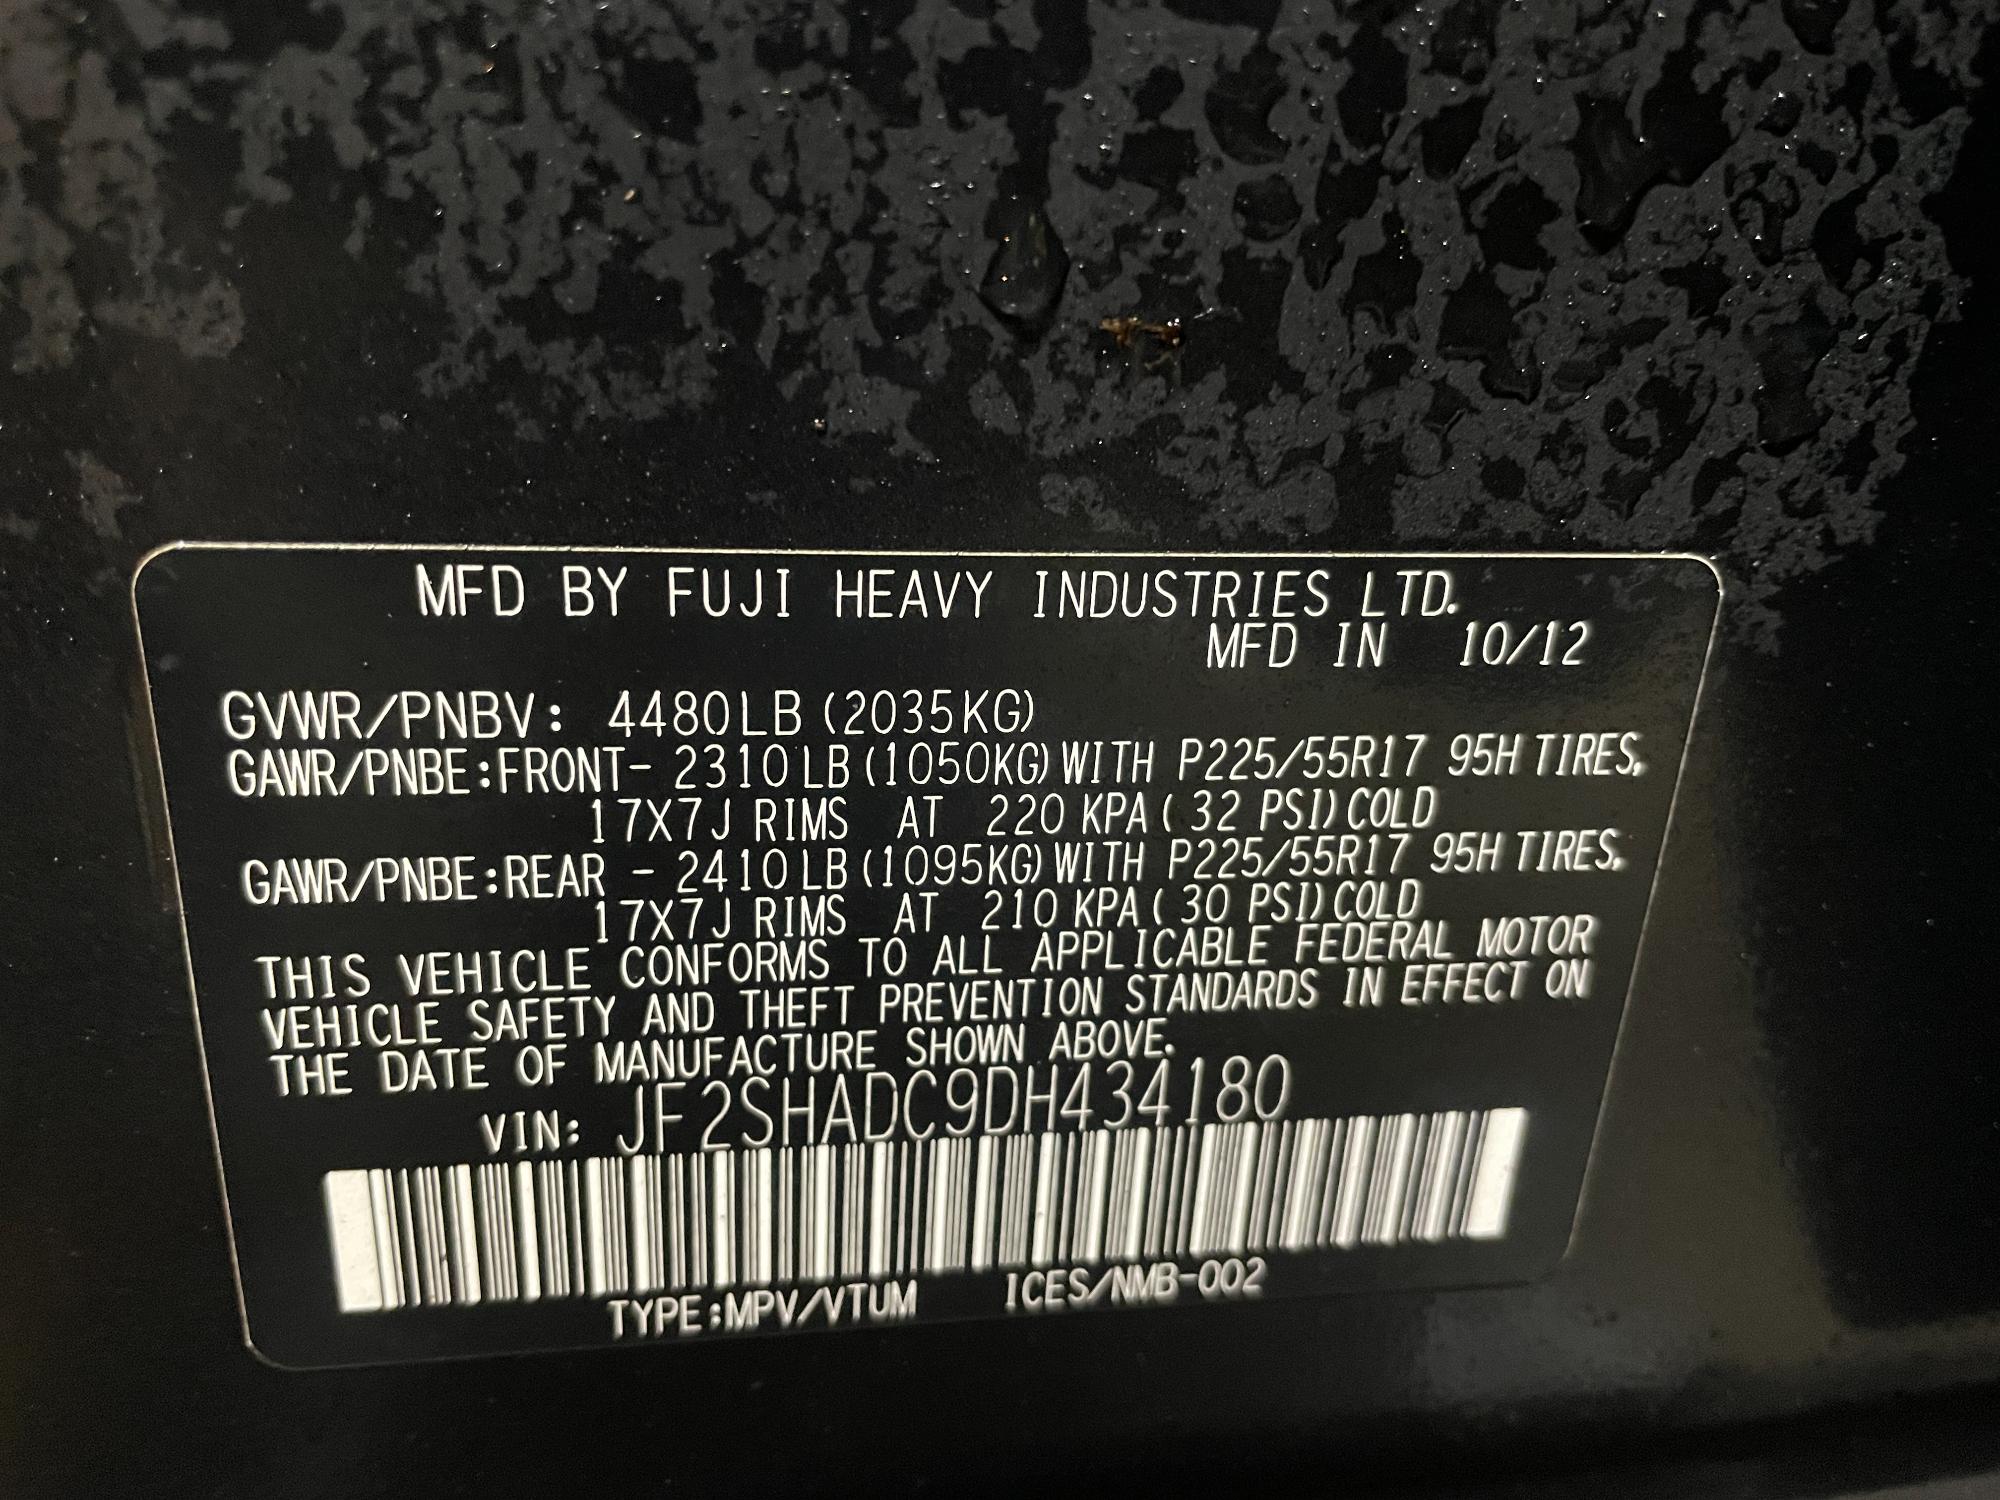 MFD BY FUJI HEAVY INDUSTRIES LTD.
MFD IN 10/12
GVWR/PNBV: 4480LB (2035KG)
GAWR/PNBE:FRONT- 2310LB (1050KG) WITH P225/55R17 95H TIRES,
17X7J RIMS AT 220 KPA ( 32 PSI) COLD
GAWR/PNBE:REAR - 2410LB (1095KG) WITH P225/55R17 95H TIRES,
17X7J RIMS AT 210 KPA ( 30 PSI) COLD
THIS VEHICLE CONFORMS TO ALL APPLICABLE FEDERAL MOTOR
VEHICLE SAFETY AND THEFT PREVENTION STANDARDS IN EFFECT ON
THE DATE OF MANUFACTURE SHOWN ABOVE.
VIN: JF2SHADC9DH434180
TYPE:MPV/VTUM ICES/NMB-002